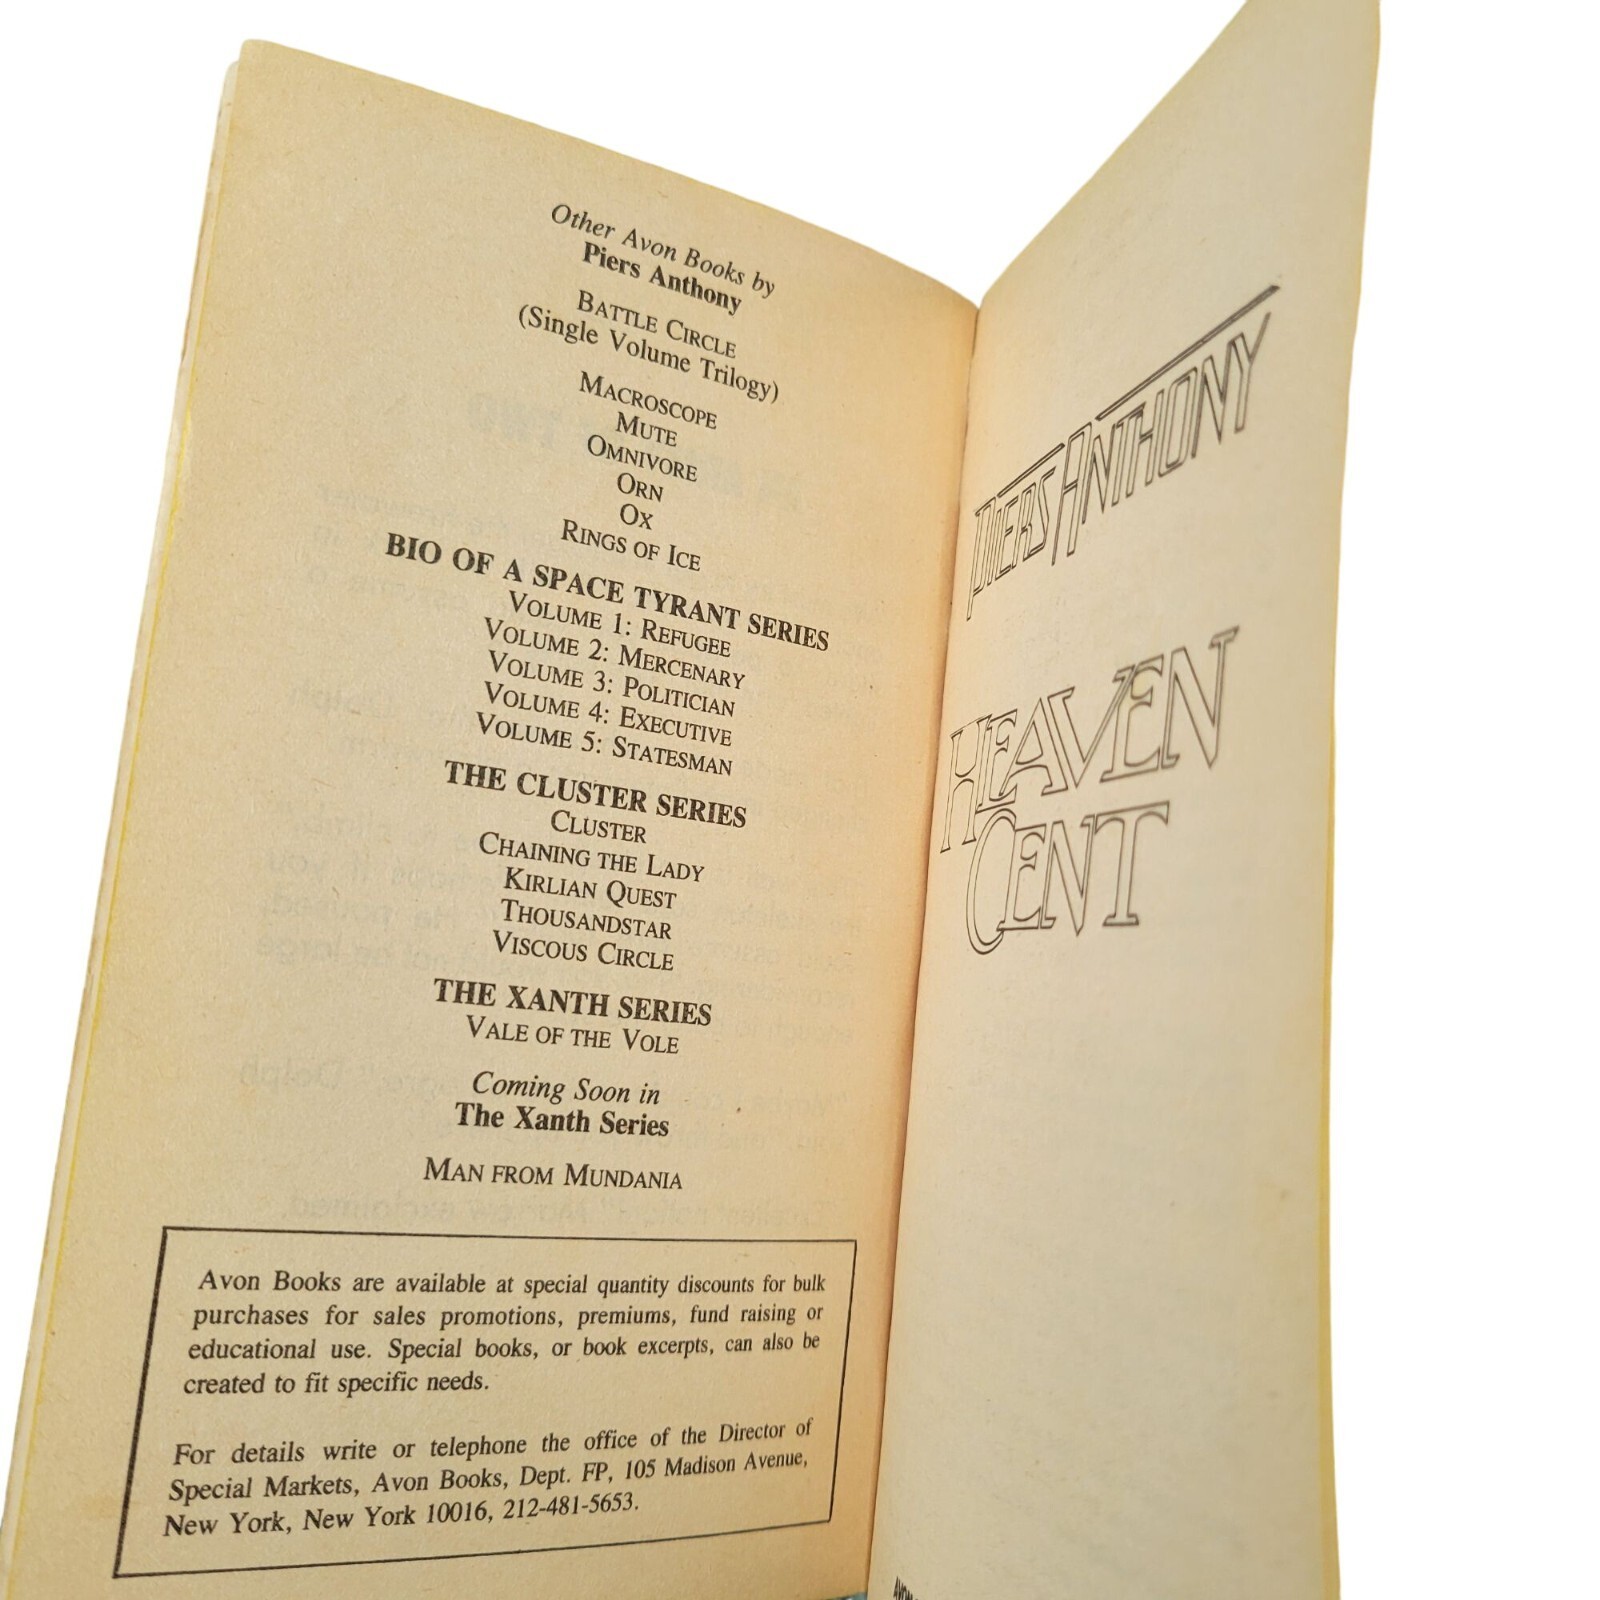 Other Avon Books by
Piers Anthony
BATTLE CIRCLE
(Single Volume Trilogy)
MACROSCOPE
MUTE
OMNIVORE
ORN
OX
RINGS OF ICE
BIO OF A SPACE TYRANT SERIES
VOLUME 1: REFUGEE
VOLUME 2: MERCENARY
VOLUME 3: POLITICIAN
VOLUME 4: EXECUTIVE
VOLUME 5: STATESMAN
THE CLUSTER SERIES
CLUSTER
CHAINING THE LADY
KIRLIAN QUEST
THOUSANDSTAR
VISCOUS CIRCLE
THE XANTH SERIES
VALE OF THE VOLE
Coming Soon in
The Xanth Series
MAN FROM MUNDANIA
Avon Books are available at special quantity discounts for bulk
purchases for sales promotions, premiums, fund raising or
educational use. Special books, or book excerpts, can also be
created to fit specific needs.
For details write or telephone the office of the Director of
Special Markets, Avon Books, Dept. FP, 105 Madison Avenue,
New York, New York 10016, 212-481-5653.
PIERS ANTHONY
HEAVEN
CENT